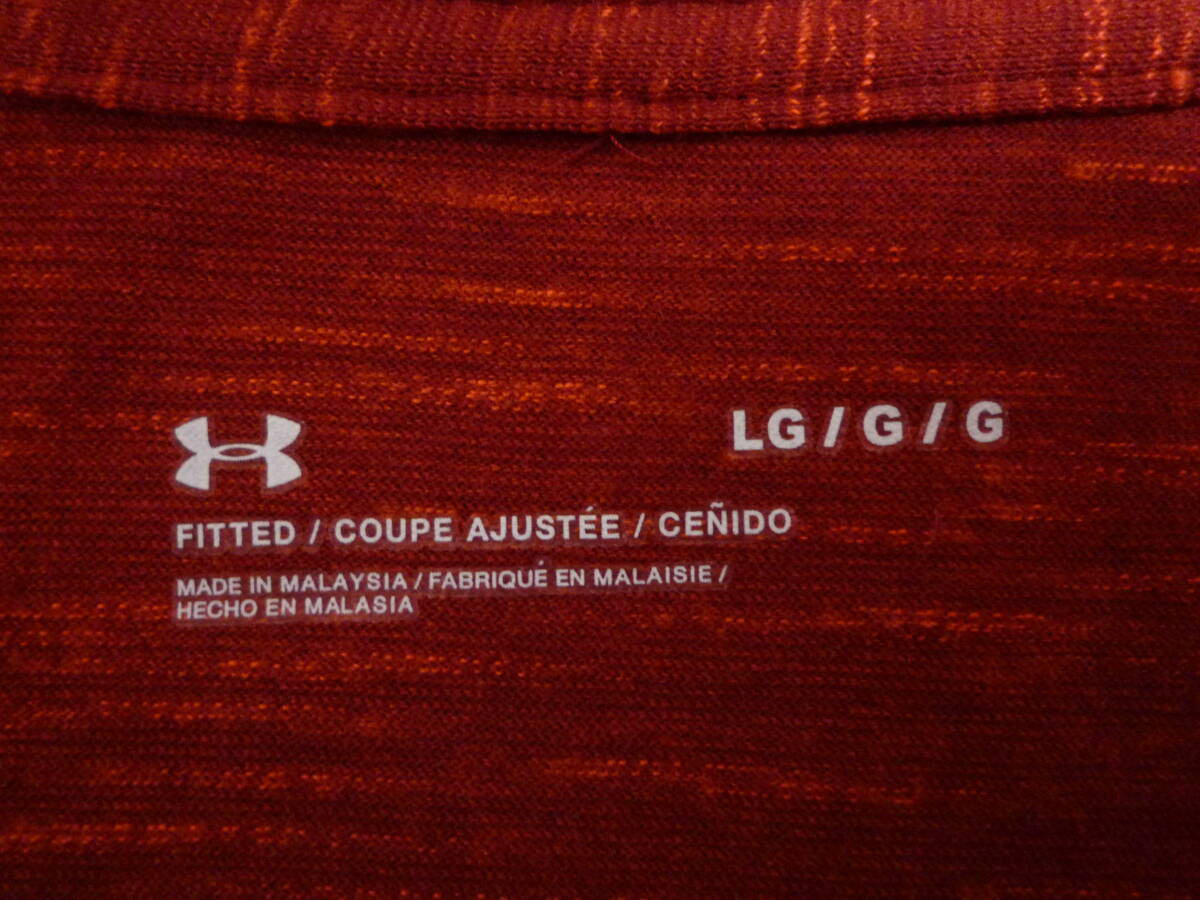 LG / G / G
FITTED / COUPE AJUSTÉE / CEÑIDO
MADE IN MALAYSIA / FABRIQUÉ EN MALAISIE /
HECHO EN MALASIA